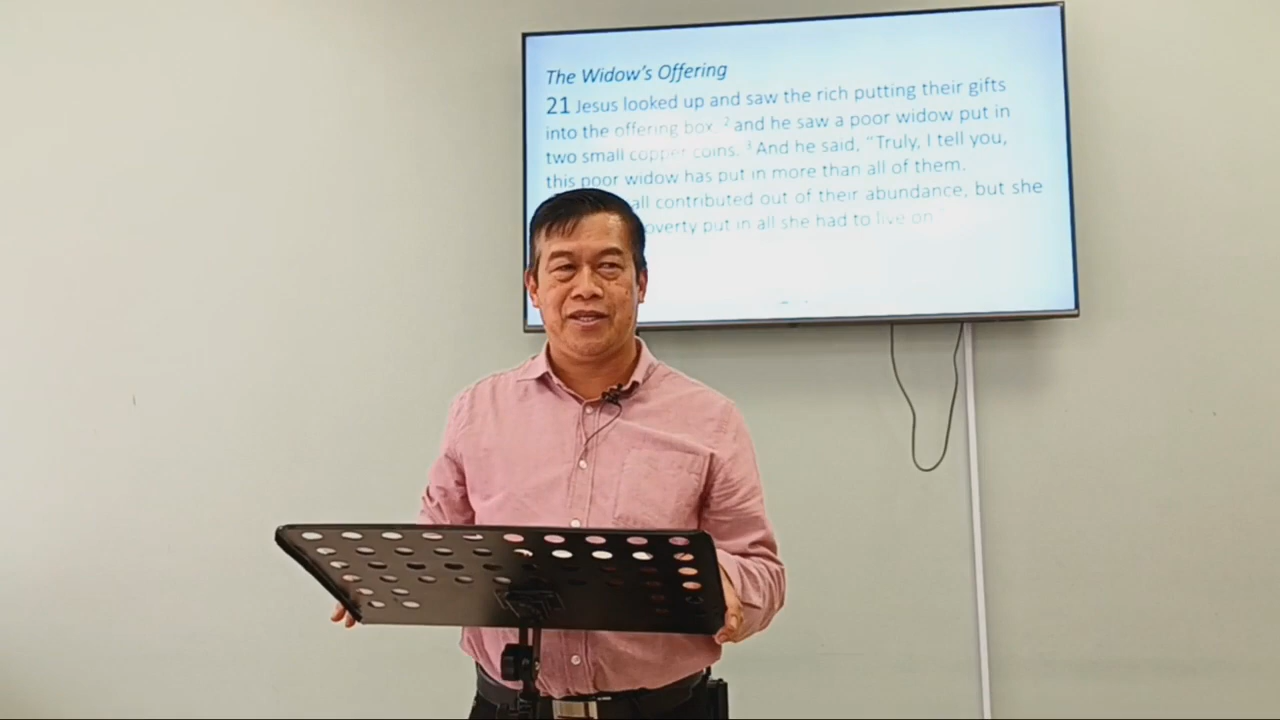 The Widow's Offering
21 Jesus looked up and saw the rich putting their gifts
into the offering box, 2 and he saw a poor widow put in
two small copper coins. 3 And he said, "Truly, I tell you,
this poor widow has put in more than all of them.
all contributed out of their abundance, but she
overty put in all she had to live on